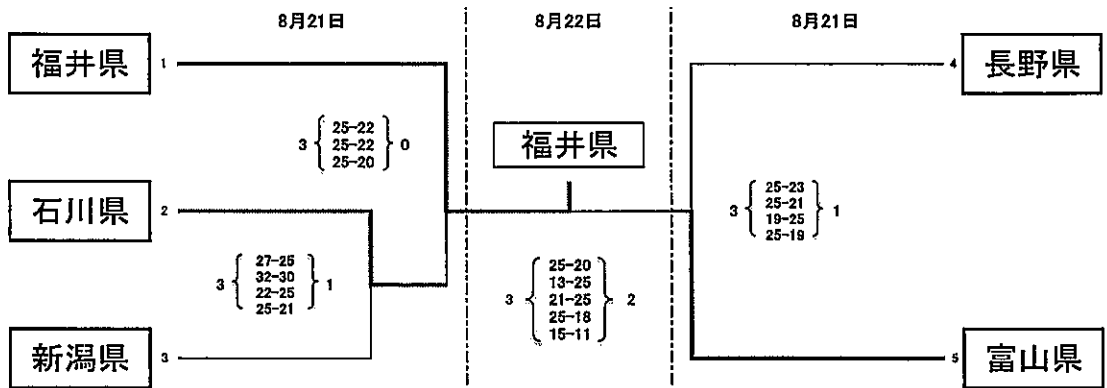 8月21日
8月22日
8月21日
福井県 1
4 長野県
3 { 25-22 25-22 25-20 } 0
福井県
石川県 2
3 { 25-23 25-21 19-25 25-19 } 1
3 { 27-25 32-30 22-25 25-21 } 1
3 { 25-20 13-25 21-25 25-18 15-11 } 2
新潟県 3
5 富山県